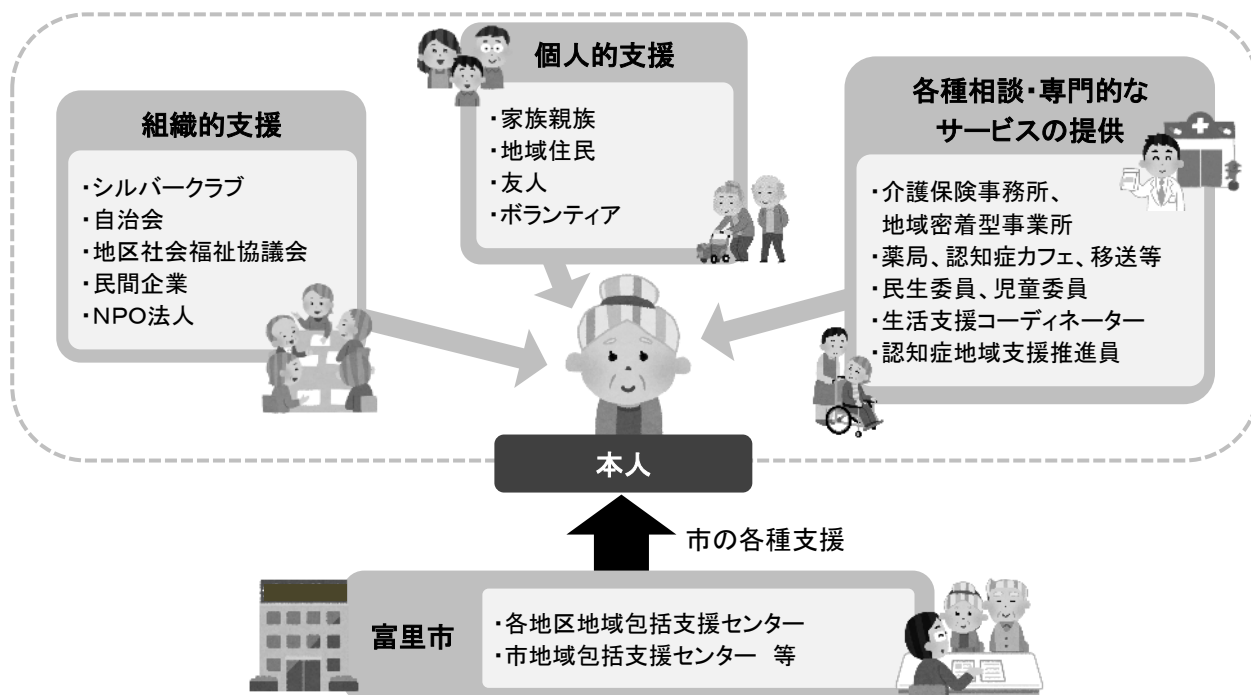 組織的支援
・シルバークラブ
・自治会
・地区社会福祉協議会
・民間企業
・NPO法人
個人的支援
・家族親族
・地域住民
・友人
・ボランティア
各種相談・専門的な
サービスの提供
・介護保険事務所、
地域密着型事業所
・薬局、認知症カフェ、移送等
・民生委員、児童委員
・生活支援コーディネーター
・認知症地域支援推進員
本人
市の各種支援
富里市
・各地区地域包括支援センター
・市地域包括支援センター 等